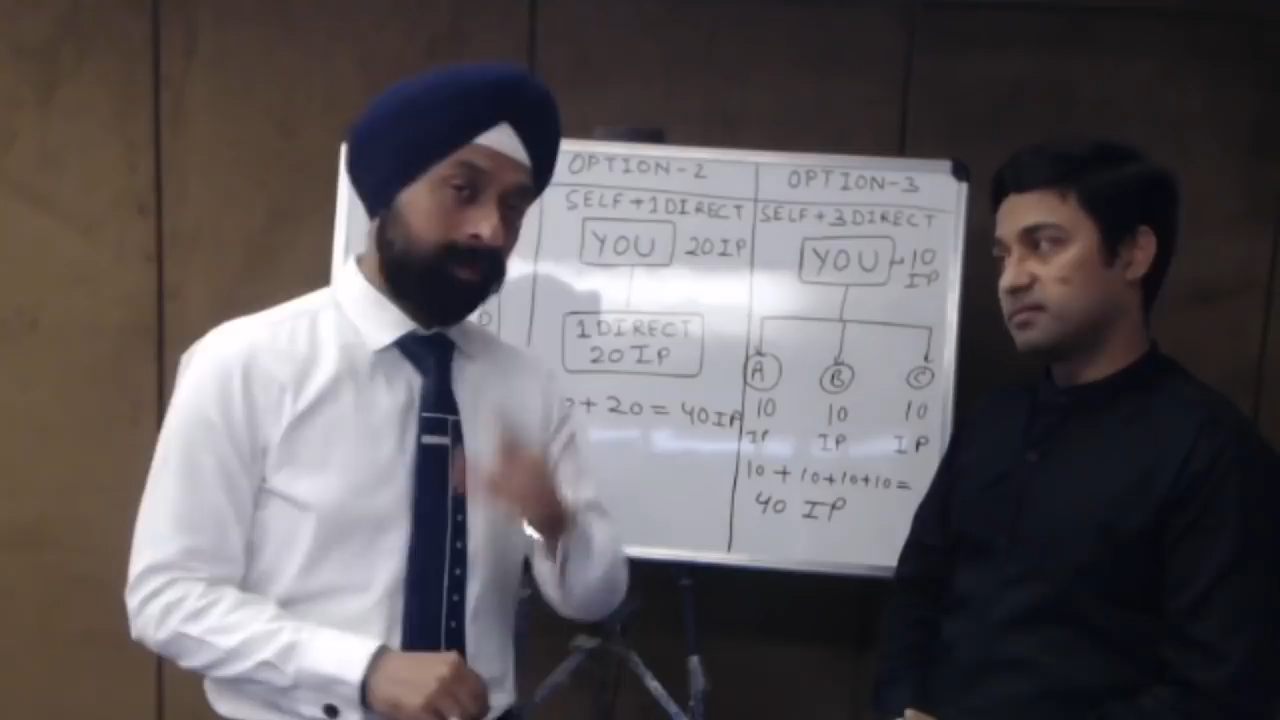 OPTION-2
SELF+1DIRECT
YOU 20IP
1DIRECT
20IP
+ 20 = 40IP
OPTION-3
SELF+3DIRECT
YOU 10
IP
A B C
10 10 10
IP IP IP
10 + 10+10+10=
40 IP